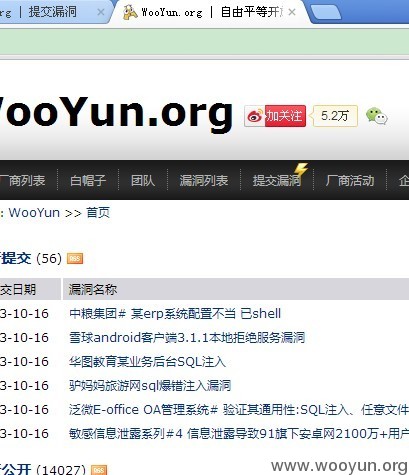 rg | 提交漏洞
WooYun.org | 自由平等开放
WooYun.org
加关注
5.2万
厂商列表 白帽子 团队 漏洞列表 提交漏洞 厂商活动
: WooYun >> 首页
提交 (56)
交日期 漏洞名称
3-10-16 中粮集团# 某erp系统配置不当 已shell
3-10-16 雪球android客户端3.1.1本地拒绝服务漏洞
3-10-16 华图教育某业务后台SQL注入
3-10-16 驴妈妈旅游网sql爆错注入漏洞
3-10-16 泛微E-office OA管理系统# 验证其通用性:SQL注入、任意文件
3-10-16 敏感信息泄露系列#4 信息泄露导致91旗下安卓网2100万+用户
公开 (14027)
www.wooyun.org